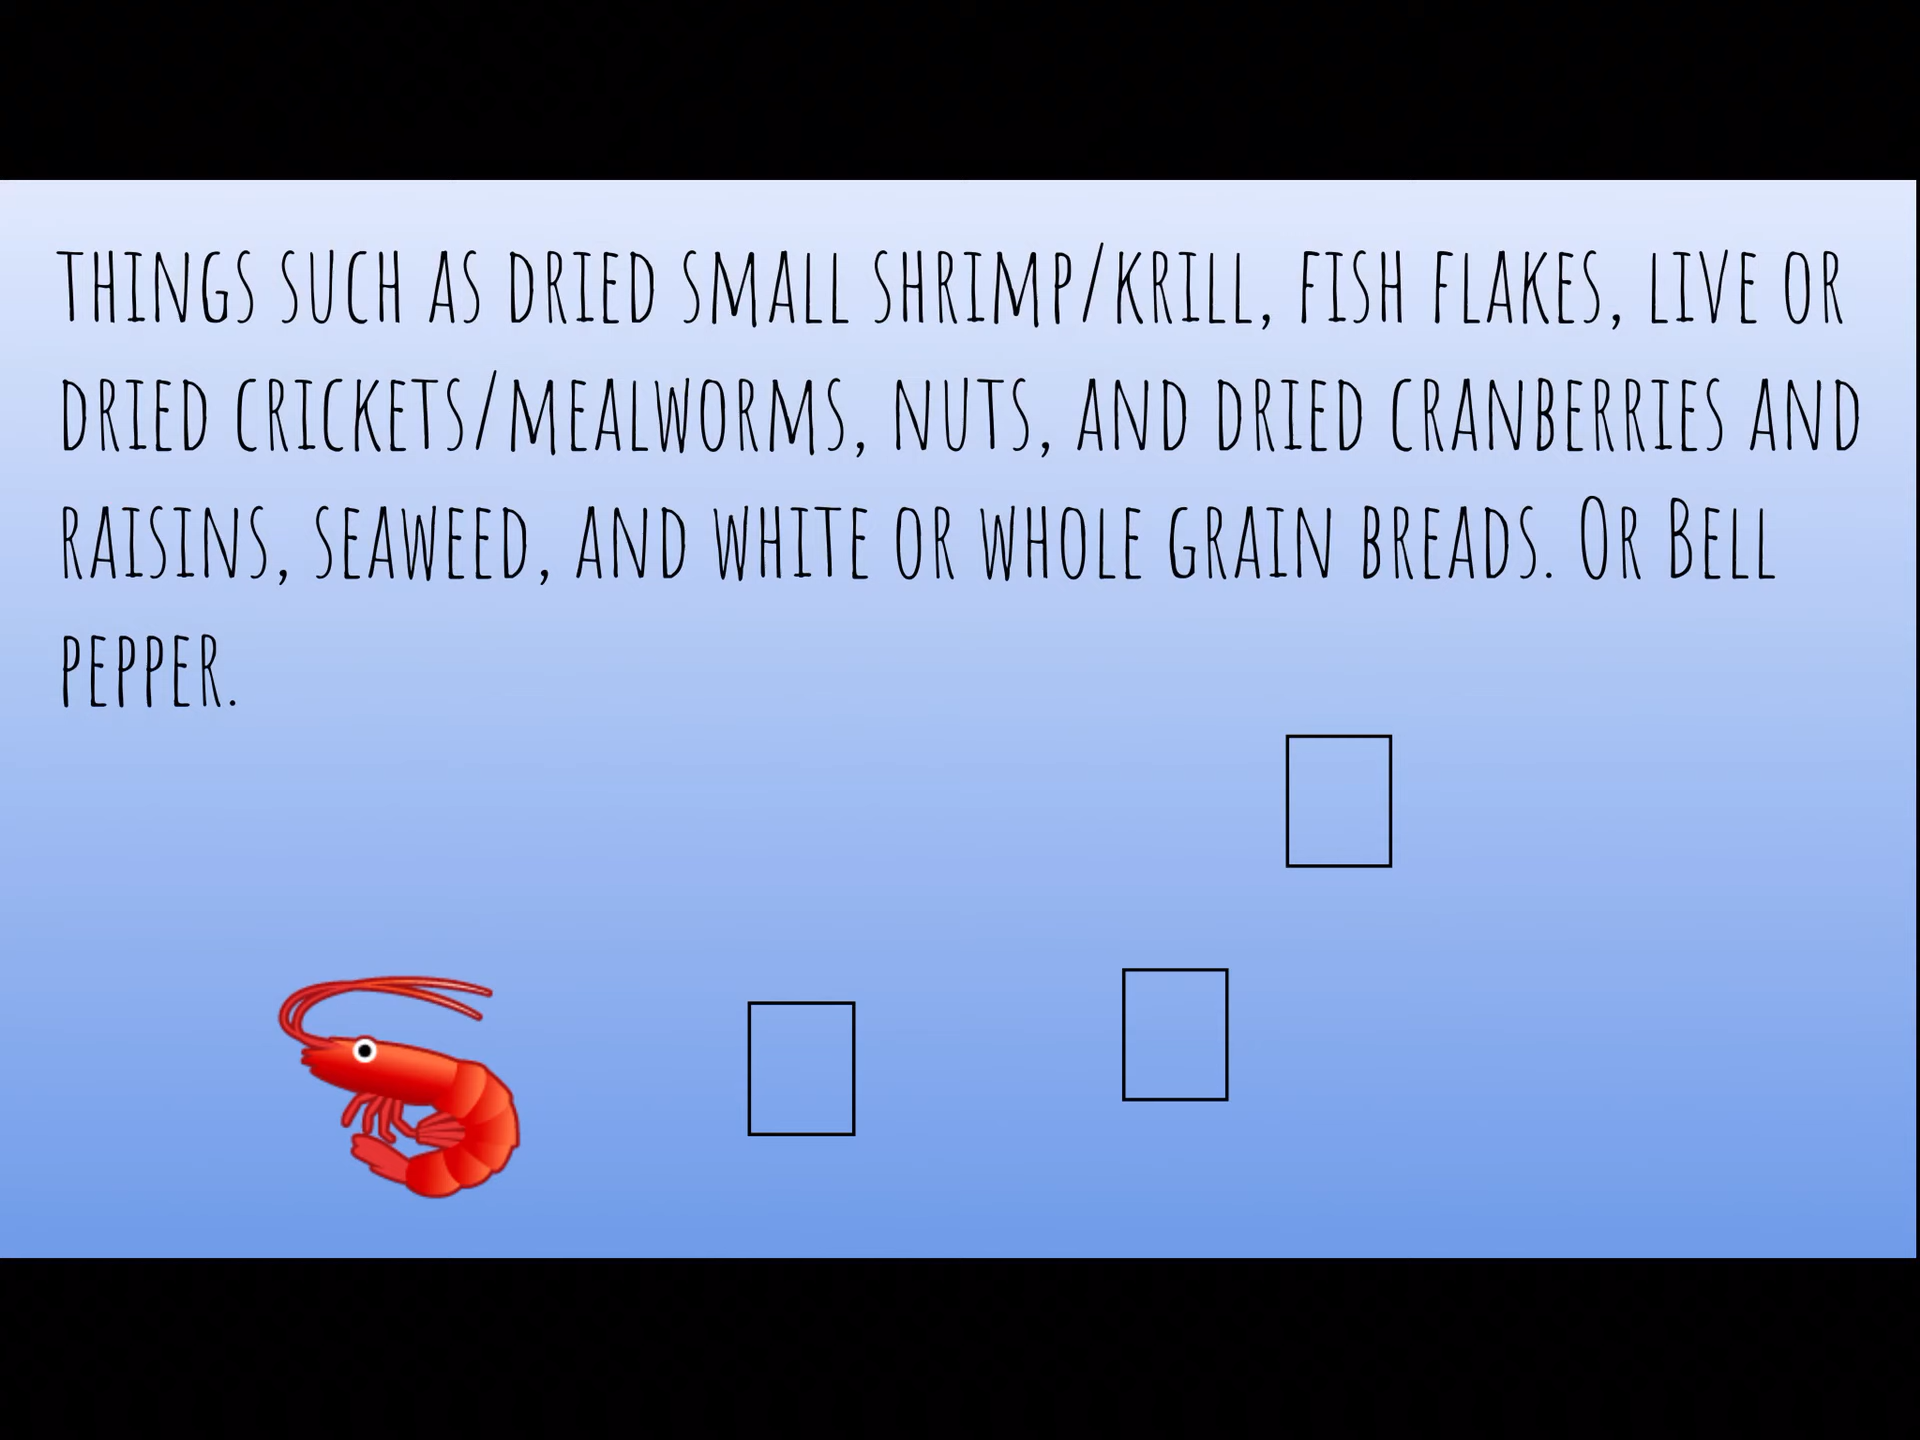 THINGS SUCH AS DRIED SMALL SHRIMP/KRILL, FISH FLAKES, LIVE OR
DRIED CRICKETS/MEALWORMS, NUTS, AND DRIED CRANBERRIES AND
RAISINS, SEAWEED, AND WHITE OR WHOLE GRAIN BREADS. OR BELL
PEPPER.